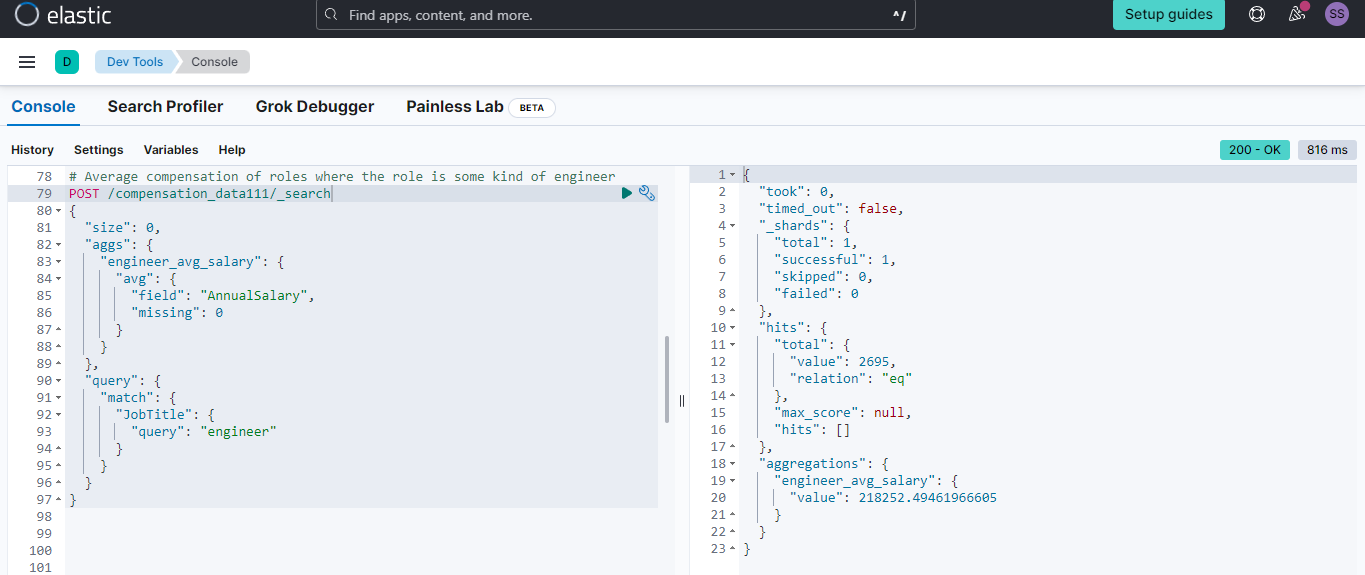 elastic
Find apps, content, and more.
^/
Setup guides
SS
D
Dev Tools
Console
Console
Search Profiler
Grok Debugger
Painless Lab
BETA
History
Settings
Variables
Help
200 - OK
816 ms
78 # Average compensation of roles where the role is some kind of engineer
79 POST /compensation_data111/_search
80 {
81 "size": 0,
82 "aggs": {
83 "engineer_avg_salary": {
84 "avg": {
85 "field": "AnnualSalary",
86 "missing": 0
87 }
88 }
89 },
90 "query": {
91 "match": {
92 "JobTitle": {
93 "query": "engineer"
94 }
95 }
96 }
97 }
98
99
100
101
1 {
2 "took": 0,
3 "timed_out": false,
4 "_shards": {
5 "total": 1,
6 "successful": 1,
7 "skipped": 0,
8 "failed": 0
9 },
10 "hits": {
11 "total": {
12 "value": 2695,
13 "relation": "eq"
14 },
15 "max_score": null,
16 "hits": []
17 },
18 "aggregations": {
19 "engineer_avg_salary": {
20 "value": 218252.49461966605
21 }
22 }
23 }